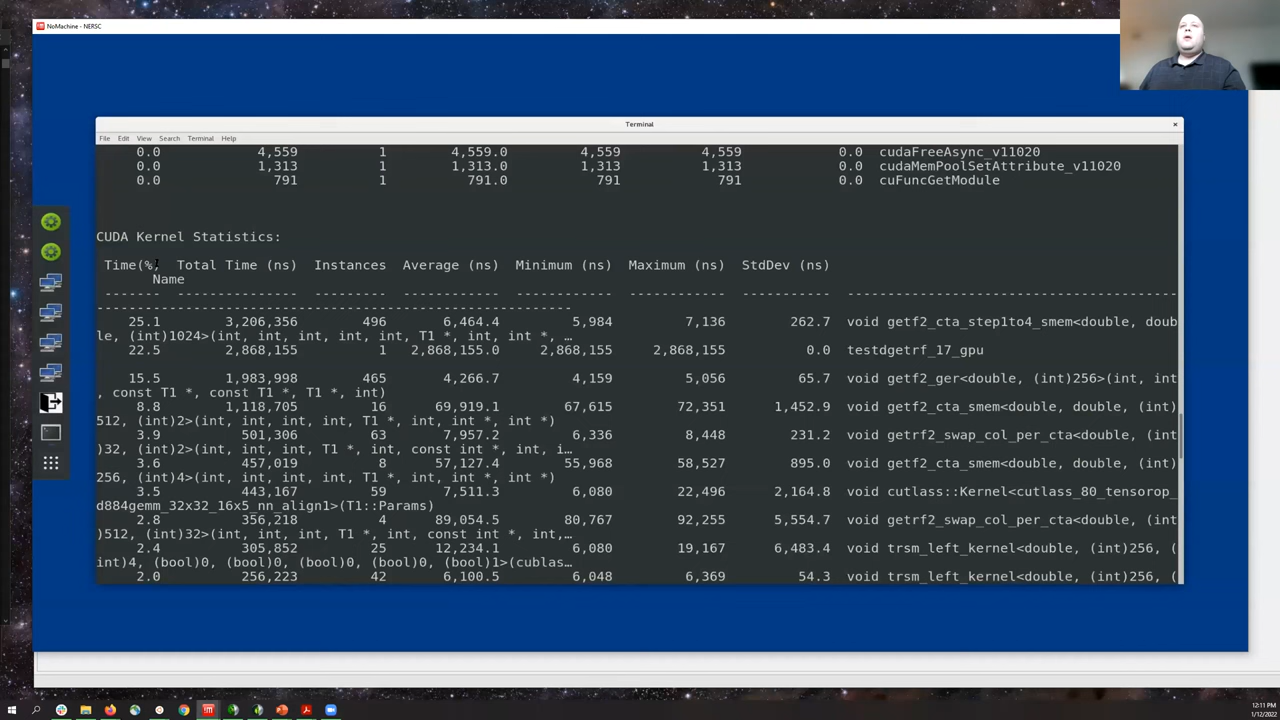 NoMachine - NERSC
Terminal
File Edit View Search Terminal Help
0.0 4,559 1 4,559.0 4,559 4,559 0.0 cudaFreeAsync_v11020
0.0 1,313 1 1,313.0 1,313 1,313 0.0 cudaMemPoolSetAttribute_v11020
0.0 791 1 791.0 791 791 0.0 cuFuncGetModule
CUDA Kernel Statistics:
Time(%) Total Time (ns) Instances Average (ns) Minimum (ns) Maximum (ns) StdDev (ns)
Name
------- --------------- --------- ------------ ------------ ------------ ----------- -----------------------------------------
-----------------------------------------------------------
25.1 3,206,356 496 6,464.4 5,984 7,136 262.7 void getf2_cta_step1to4_smem<double, doub
le, (int)1024>(int, int, int, int, T1 *, int, int *, …
22.5 2,868,155 1 2,868,155.0 2,868,155 2,868,155 0.0 testdgetrf_17_gpu
15.5 1,983,998 465 4,266.7 4,159 5,056 65.7 void getf2_ger<double, (int)256>(int, int
, const T1 *, const T1 *, T1 *, int)
8.8 1,118,705 16 69,919.1 67,615 72,351 1,452.9 void getf2_cta_smem<double, double, (int)
512, (int)2>(int, int, int, int, T1 *, int, int *, int *)
3.9 501,306 63 7,957.2 6,336 8,448 231.2 void getrf2_swap_col_per_cta<double, (int
)32, (int)2>(int, int, int, T1 *, int, const int *, int, i…
3.6 457,019 8 57,127.4 55,968 58,527 895.0 void getf2_cta_smem<double, double, (int)
256, (int)4>(int, int, int, int, T1 *, int, int *, int *)
3.5 443,167 59 7,511.3 6,080 22,496 2,164.8 void cutlass::Kernel<cutlass_80_tensorop_
d884gemm_32x32_16x5_nn_align1>(T1::Params)
2.8 356,218 4 89,054.5 80,767 92,255 5,554.7 void getrf2_swap_col_per_cta<double, (int
)512, (int)32>(int, int, int, T1 *, int, const int *, int,…
2.4 305,852 25 12,234.1 6,080 19,167 6,483.4 void trsm_left_kernel<double, (int)256, (
int)4, (bool)0, (bool)0, (bool)0, (bool)0, (bool)1>(cublas…
2.0 256,223 42 6,100.5 6,048 6,369 54.3 void trsm_left_kernel<double, (int)256, (
12:11 PM
1/12/2022